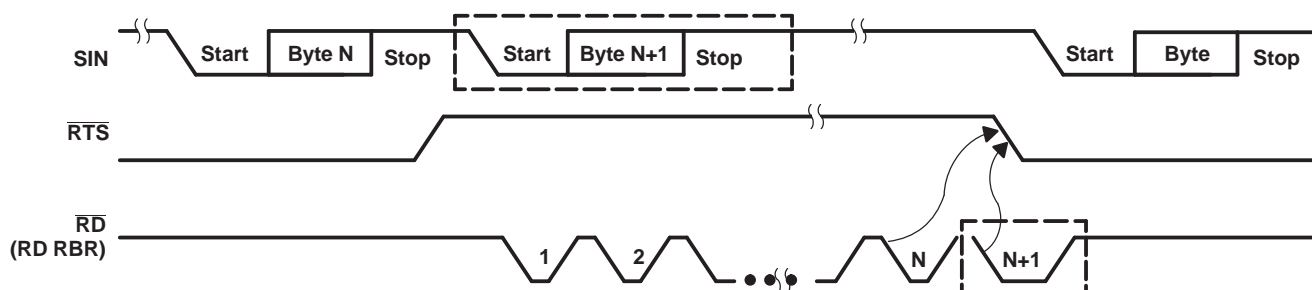 SIN Start Byte N Stop Start Byte N+1 Stop Start Byte Stop
RTS
RD
(RD RBR)
1 2 N N+1